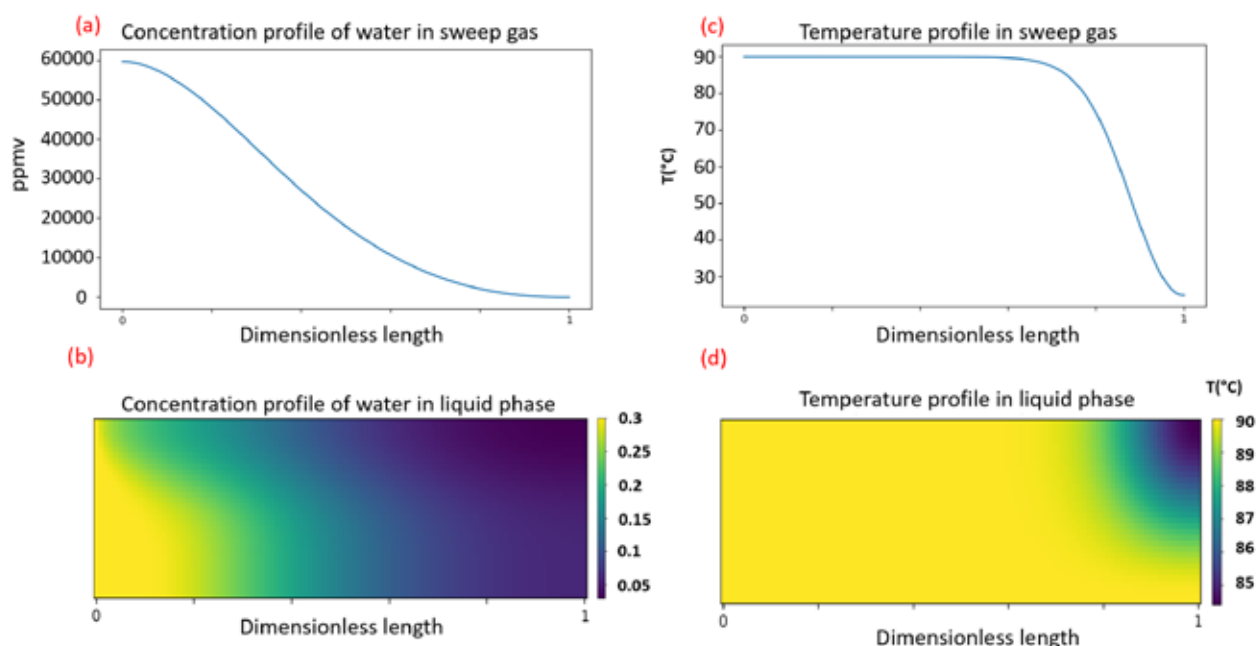 (a)
Concentration profile of water in sweep gas
60000
50000
40000
30000
20000
10000
0
ppmv
0
1
Dimensionless length
(b)
Concentration profile of water in liquid phase
0.3
0.25
0.2
0.15
0.1
0.05
0
1
Dimensionless length
(c)
Temperature profile in sweep gas
90
80
70
60
50
40
30
T(°C)
0
1
Dimensionless length
(d)
T(°C)
Temperature profile in liquid phase
90
89
88
87
86
85
0
1
Dimensionless length